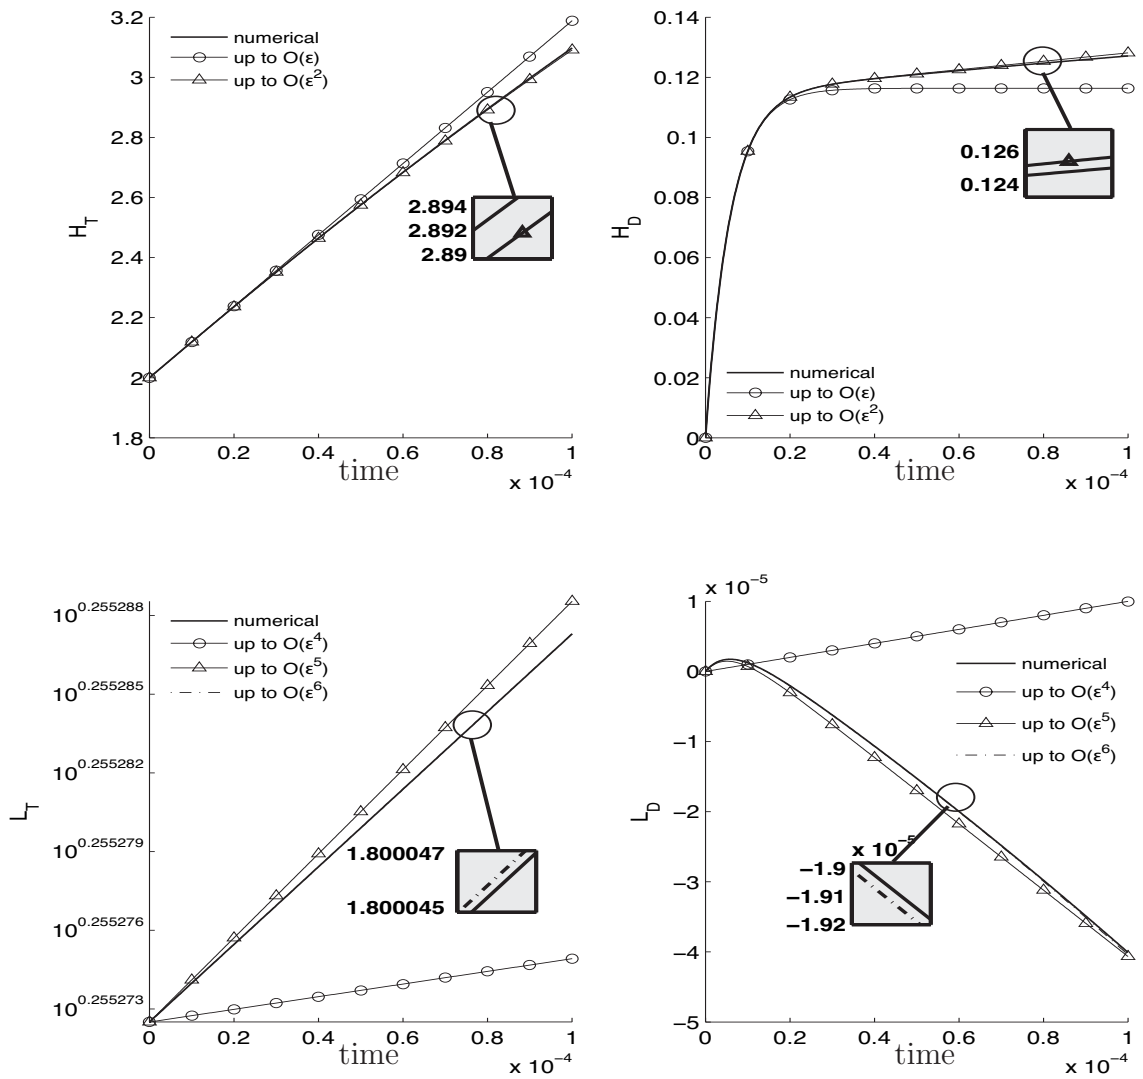 3.2
3
2.8
2.6
2.4
2.2
2
1.8
H_T
numerical
up to O(ε)
up to O(ε²)
2.894
2.892
2.89
0 0.2 0.4 0.6 0.8 1
time
x 10⁻⁴
0.14
0.12
0.1
0.08
0.06
0.04
0.02
0
H_D
0.126
0.124
numerical
up to O(ε)
up to O(ε²)
0 0.2 0.4 0.6 0.8 1
time
x 10⁻⁴
10^0.255288
10^0.255285
10^0.255282
10^0.255279
10^0.255276
10^0.255273
L_T
numerical
up to O(ε⁴)
up to O(ε⁵)
up to O(ε⁶)
1.800047
1.800045
0 0.2 0.4 0.6 0.8 1
time
x 10⁻⁴
x 10⁻⁵
1
0
−1
−2
−3
−4
−5
L_D
numerical
up to O(ε⁴)
up to O(ε⁵)
up to O(ε⁶)
x 10⁻⁵
−1.9
−1.91
−1.92
0 0.2 0.4 0.6 0.8 1
time
x 10⁻⁴